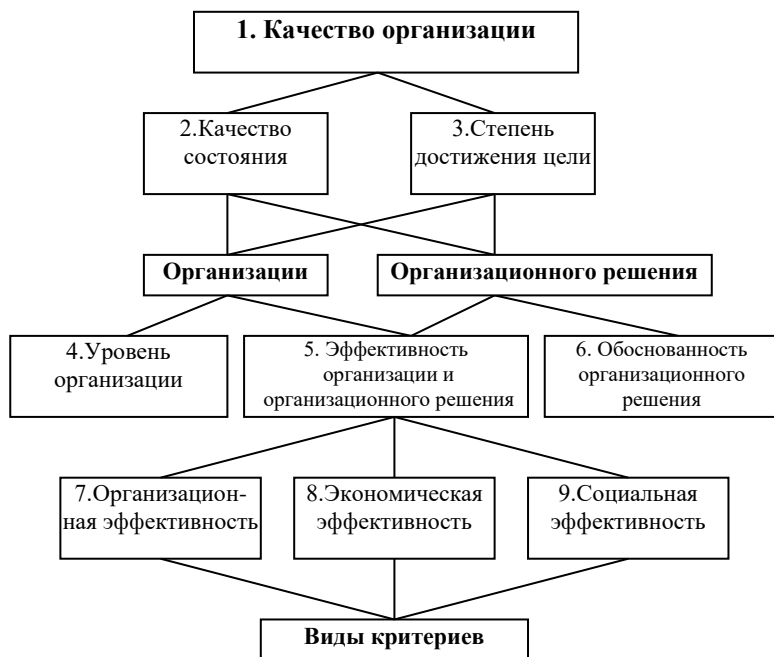 1. Качество организации
2.Качество
состояния
3.Степень
достижения цели
Организации
Организационного решения
4.Уровень
организации
5. Эффективность
организации и
организационного решения
6. Обоснованность
организационного
решения
7.Организацион-
ная эффективность
8.Экономическая
эффективность
9.Социальная
эффективность
Виды критериев